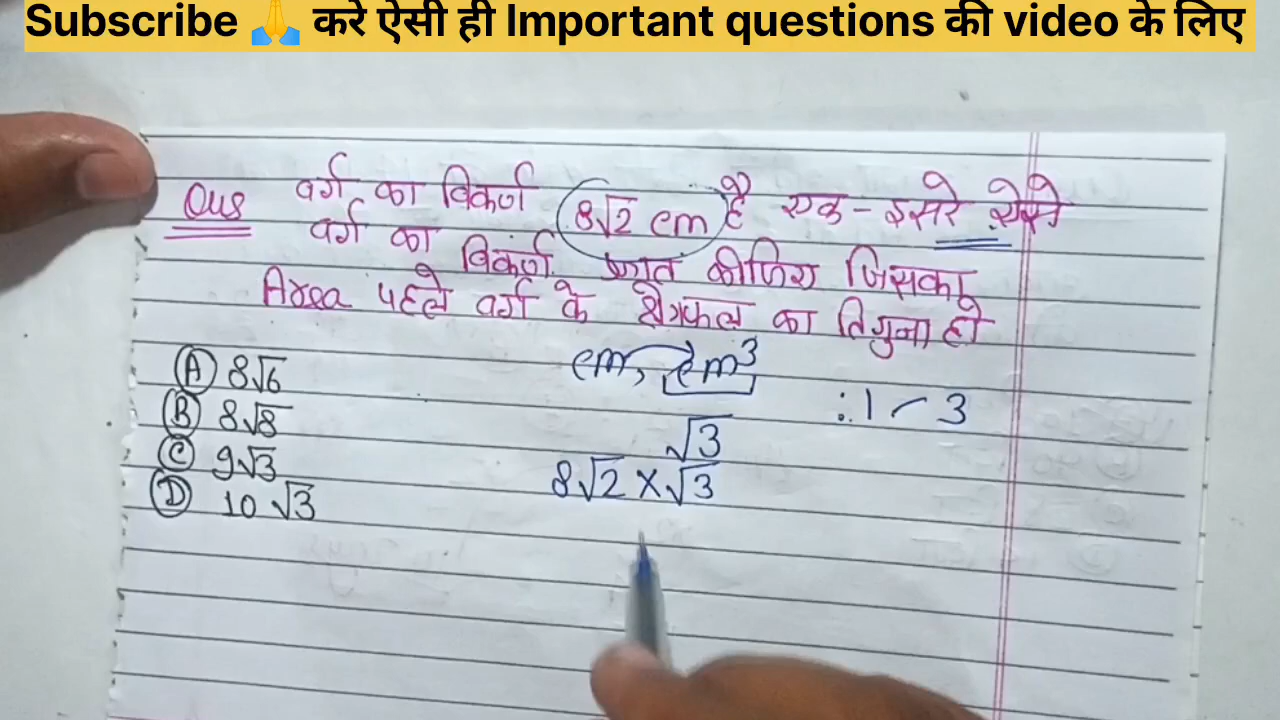 Subscribe 🙏 करे ऐसी ही Important questions की video के लिए
Ques वर्ग का विकर्ण 8√2 cm है एक - दूसरे ऐसे
वर्ग का विकर्ण ज्ञात कीजिए जिसका
Area पहले वर्ग के क्षेत्रफल का तिगुना हो
cm, cm³
(A) 8√6
: 1 - 3
(B) 8√8
√3
(C) 9√3
8√2 × √3
(D) 10√3